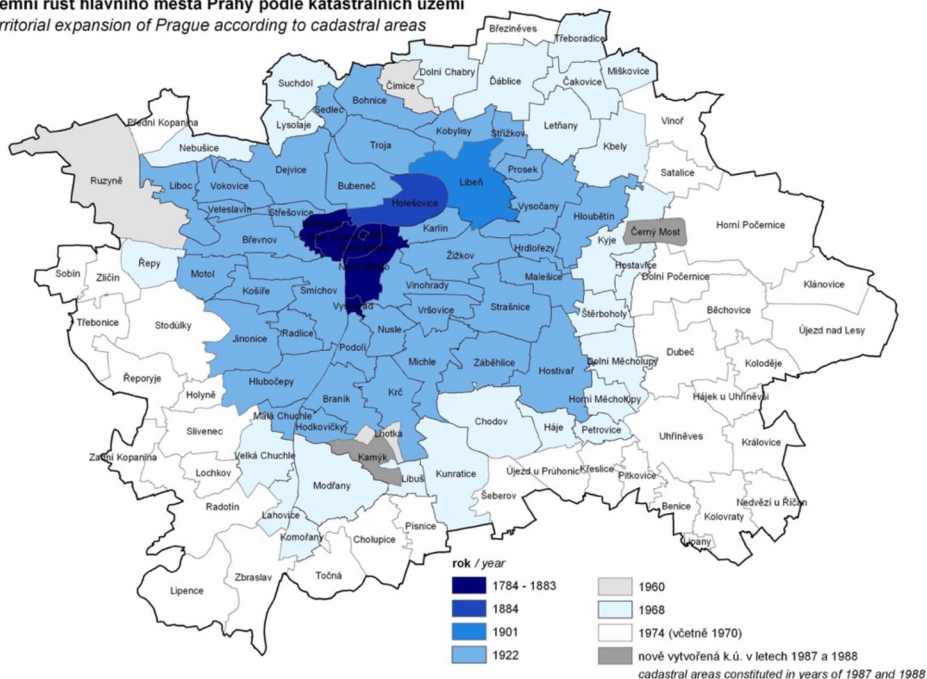 zemní růst hlavního města Prahy podle katastrálních území
rritorial expansion of Prague according to cadastral areas
Březiněves
Třeboradice
Dolní Chabry
Miškovice
Suchdol
Čimice
Ďáblice
Čakovice
Bohnice
Sedlec
Vinoř
Přední Kopanina
Lysolaje
Kobylisy
Střížkov
Letňany
Nebušice
Troja
Kbely
Dejvice
Prosek
Satalice
Ruzyně
Liboc
Vokovice
Bubeneč
Libeň
Holešovice
Vysočany
Veleslavín
Střešovice
Hloubětín
Horní Počernice
Karlín
Černý Most
Břevnov
Kyje
Hrdlořezy
Řepy
Žižkov
Hostavice
Sobín
Zličín
Motol
Malešice
Dolní Počernice
Košíře
Smíchov
Vinohrady
Klánovice
Strašnice
Běchovice
Vršovice
Štěrboholy
Třebonice
Stodůlky
Nusle
Újezd nad Lesy
Jinonice
Radlice
Podolí
Dubeč
Michle
Záběhlice
Dolní Měcholupy
Koloděje
Hostivař
Řeporyje
Hlubočepy
Krč
Holyně
Braník
Horní Měcholupy
Hájek u Uhříněvsi
Malá Chuchle
Hodkovičky
Chodov
Háje
Petrovice
Slivenec
Lhotka
Uhříněves
Královice
Zadní Kopanina
Velká Chuchle
Kamýk
Lochkov
Kunratice
Újezd u Průhonic
Křeslice
Pitkovice
Modřany
Libuš
Šeberov
Nedvězí u Říčan
Radotín
Benice
Lahovice
Kolovraty
Písnice
Komořany
Cholupice
Lipany
Točná
Zbraslav
Lipence
rok / year
1784 - 1883
1884
1901
1922
1960
1968
1974 (včetně 1970)
nově vytvořená k.ú. v letech 1987 a 1988
cadastral areas constituted in years of 1987 and 1988